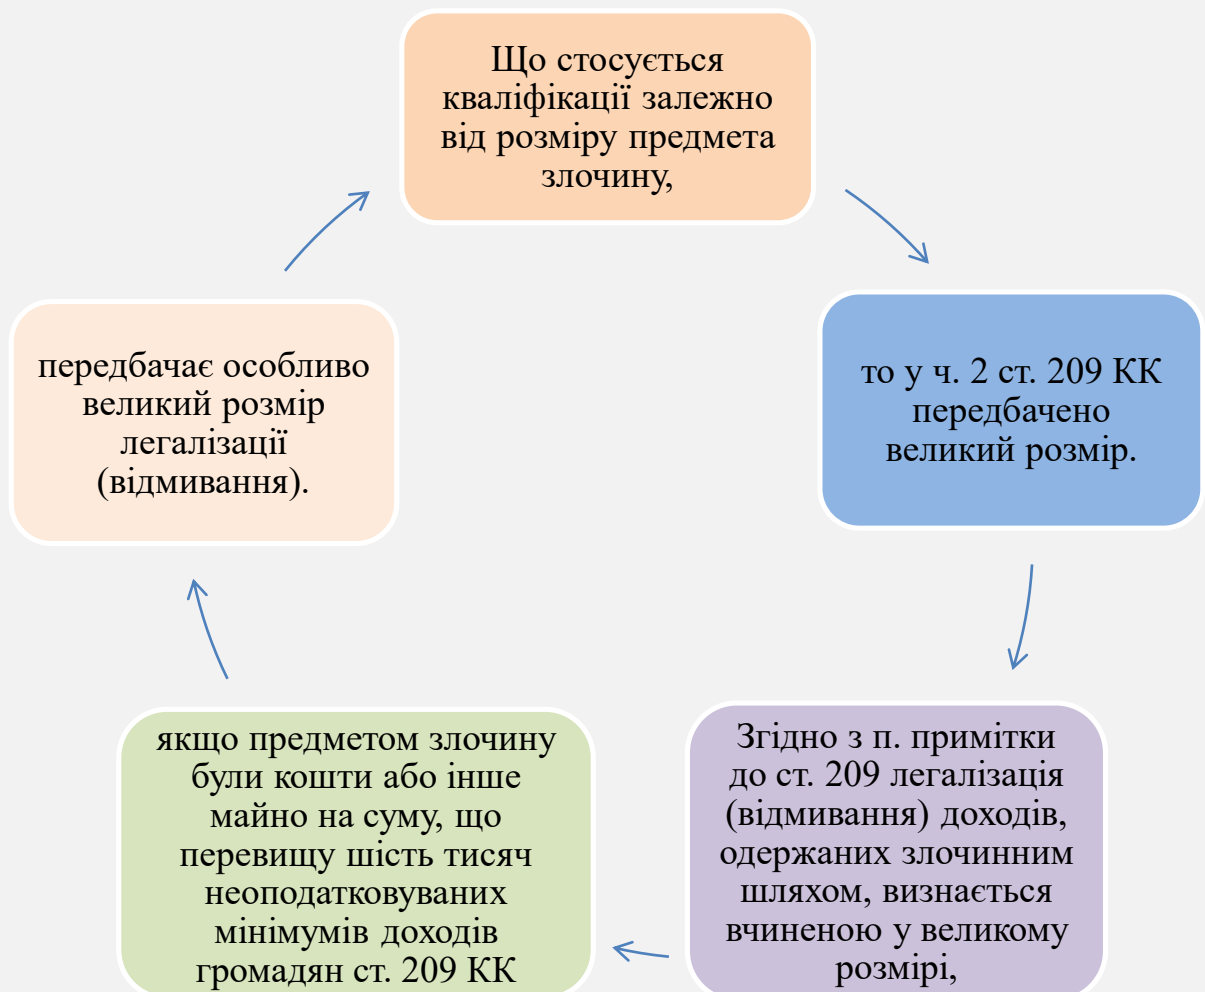 Що стосується
кваліфікації залежно
від розміру предмета
злочину,
то у ч. 2 ст. 209 КК
передбачено
великий розмір.
Згідно з п. примітки
до ст. 209 легалізація
(відмивання) доходів,
одержаних злочинним
шляхом, визнається
вчиненою у великому
розмірі,
якщо предметом злочину
були кошти або інше
майно на суму, що
перевищу шість тисяч
неоподатковуваних
мінімумів доходів
громадян ст. 209 КК
передбачає особливо
великий розмір
легалізації
(відмивання).